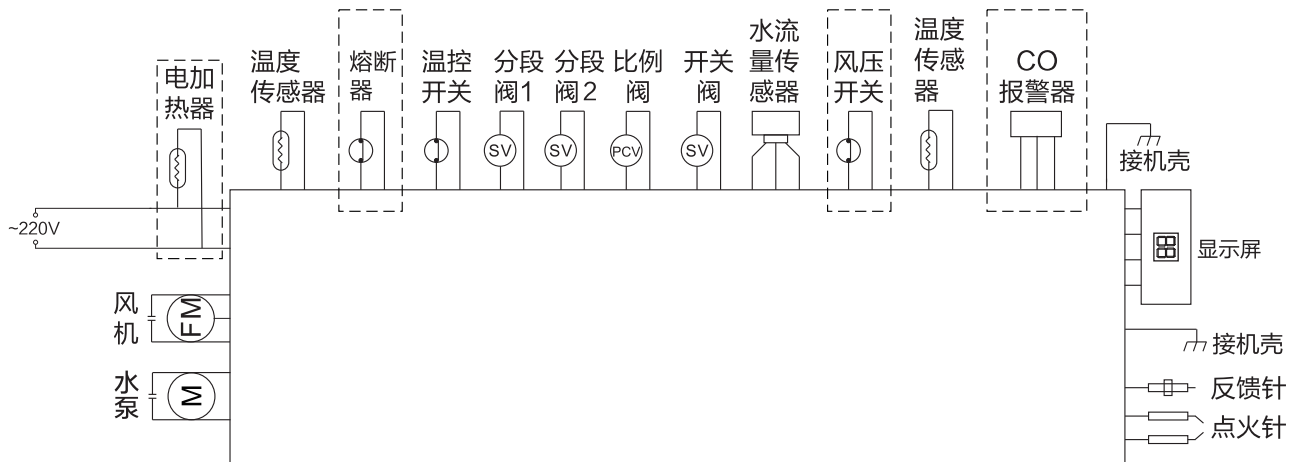 电加
热器
温度
传感器
熔断
器
温控
开关
分段
阀1
分段
阀2
比例
阀
开关
阀
水流
量传
感器
风压
开关
温度
传感
器
CO
报警器
SV
SV
PCV
SV
接机壳
~220V
显示屏
风
机
FM
水
泵
M
接机壳
反馈针
点火针